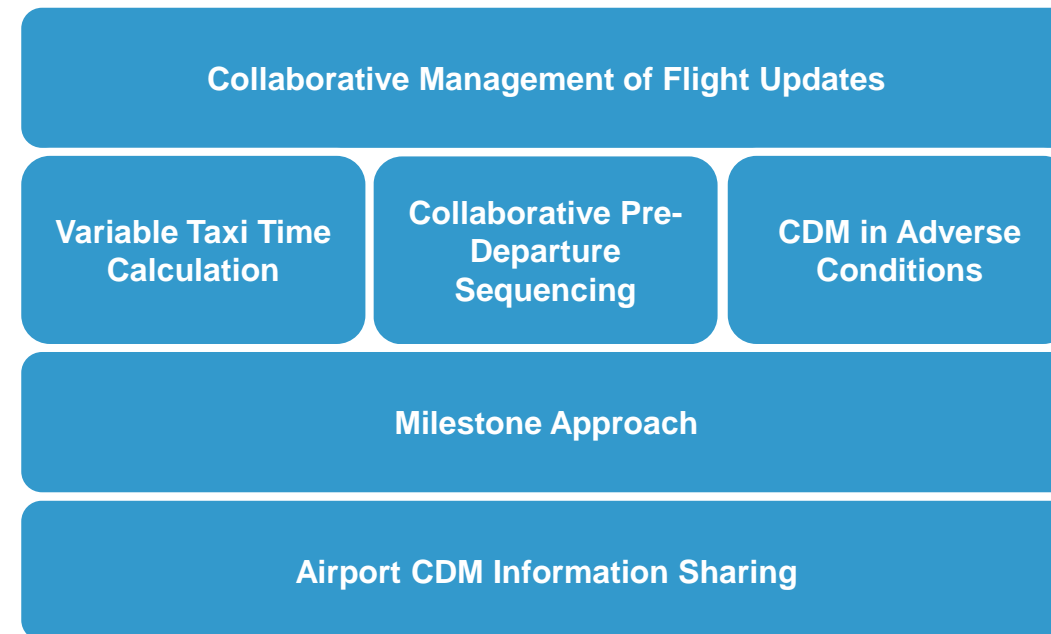 Collaborative Management of Flight Updates
Variable Taxi Time
Calculation
Collaborative Pre-
Departure
Sequencing
CDM in Adverse
Conditions
Milestone Approach
Airport CDM Information Sharing